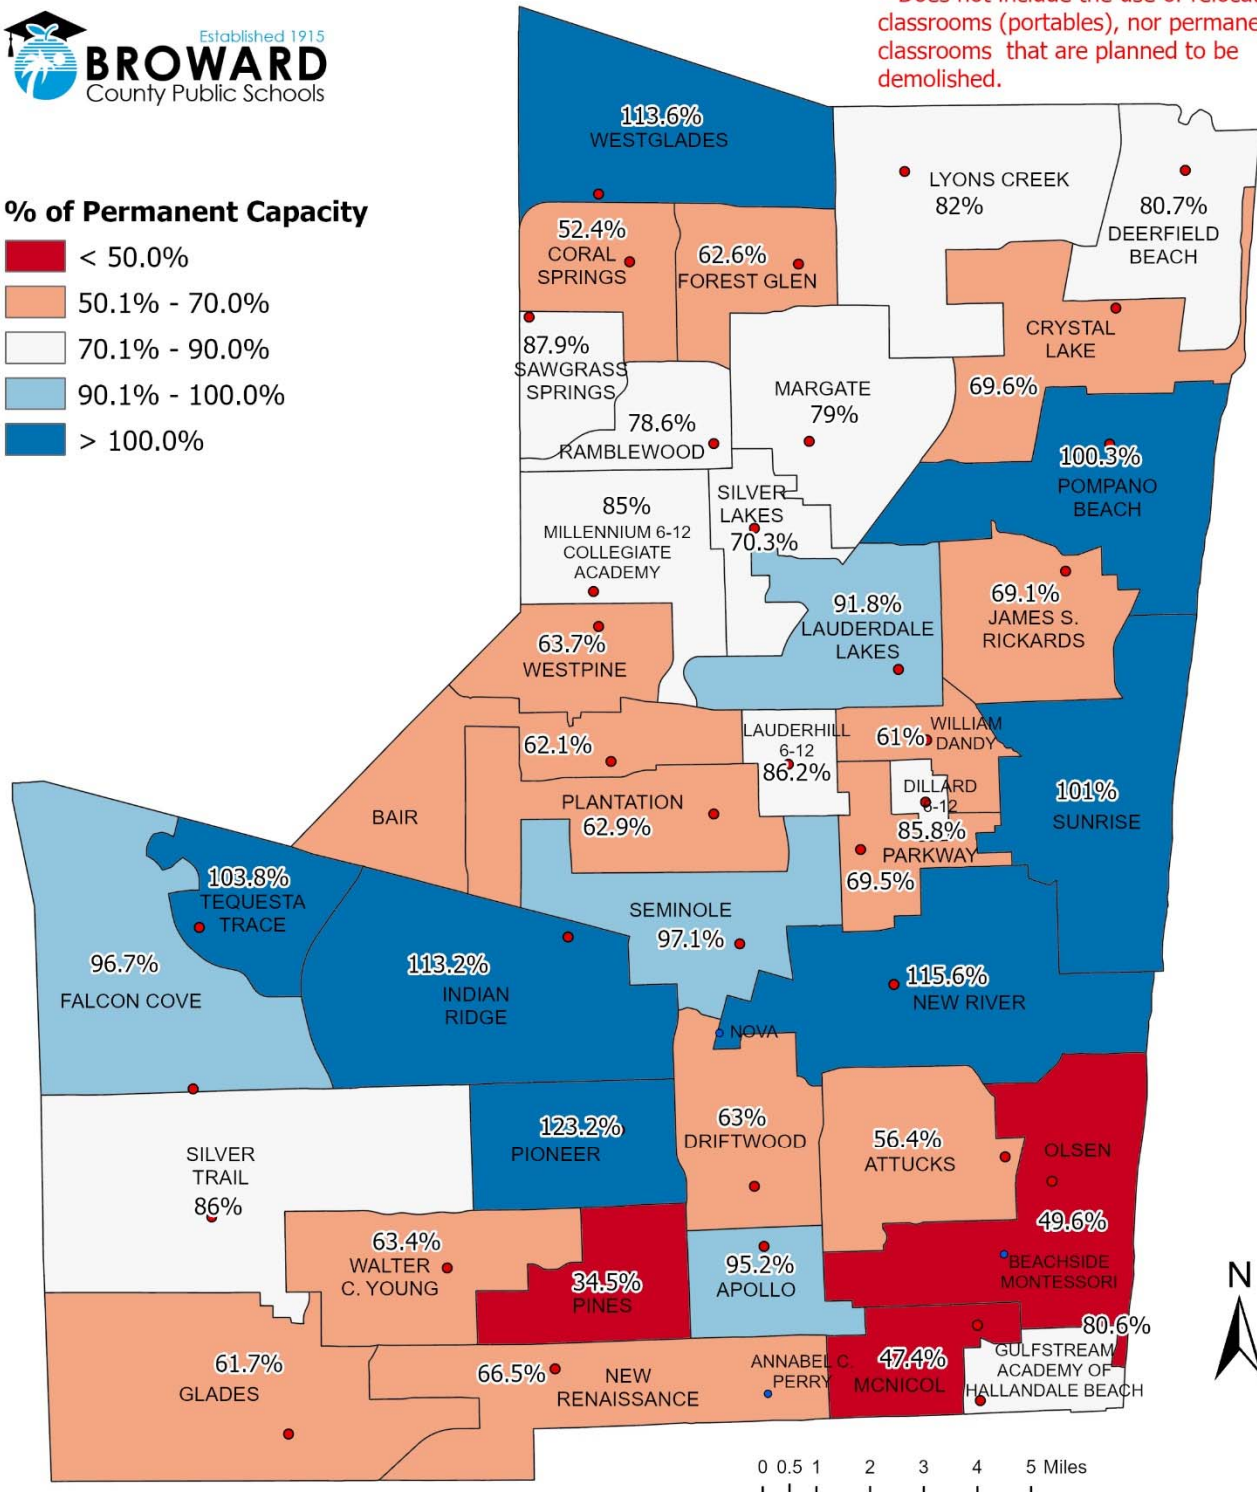 Established 1915
BROWARD
County Public Schools
classrooms (portables), nor permane
classrooms that are planned to be
demolished.
% of Permanent Capacity
< 50.0%
50.1% - 70.0%
70.1% - 90.0%
90.1% - 100.0%
> 100.0%
113.6%
WESTGLADES
LYONS CREEK
82%
80.7%
DEERFIELD
BEACH
52.4%
CORAL
SPRINGS
62.6%
FOREST GLEN
CRYSTAL
LAKE
69.6%
87.9%
SAWGRASS
SPRINGS
MARGATE
79%
78.6%
RAMBLEWOOD
100.3%
POMPANO
BEACH
85%
MILLENNIUM 6-12
COLLEGIATE
ACADEMY
SILVER
LAKES
70.3%
91.8%
LAUDERDALE
LAKES
69.1%
JAMES S.
RICKARDS
63.7%
WESTPINE
62.1%
BAIR
LAUDERHILL
6-12
86.2%
61%
WILLIAM
DANDY
PLANTATION
62.9%
DILLARD
6-12
85.8%
PARKWAY
69.5%
101%
SUNRISE
103.8%
TEQUESTA
TRACE
SEMINOLE
97.1%
96.7%
FALCON COVE
113.2%
INDIAN
RIDGE
115.6%
NEW RIVER
NOVA
63%
DRIFTWOOD
123.2%
PIONEER
56.4%
ATTUCKS
OLSEN
49.6%
BEACHSIDE
MONTESSORI
SILVER
TRAIL
86%
63.4%
WALTER
C. YOUNG
34.5%
PINES
95.2%
APOLLO
80.6%
GULFSTREAM
ACADEMY OF
HALLANDALE BEACH
61.7%
GLADES
66.5%
NEW
RENAISSANCE
ANNABEL C.
PERRY
47.4%
MCNICOL
N
0 0.5 1 2 3 4 5 Miles